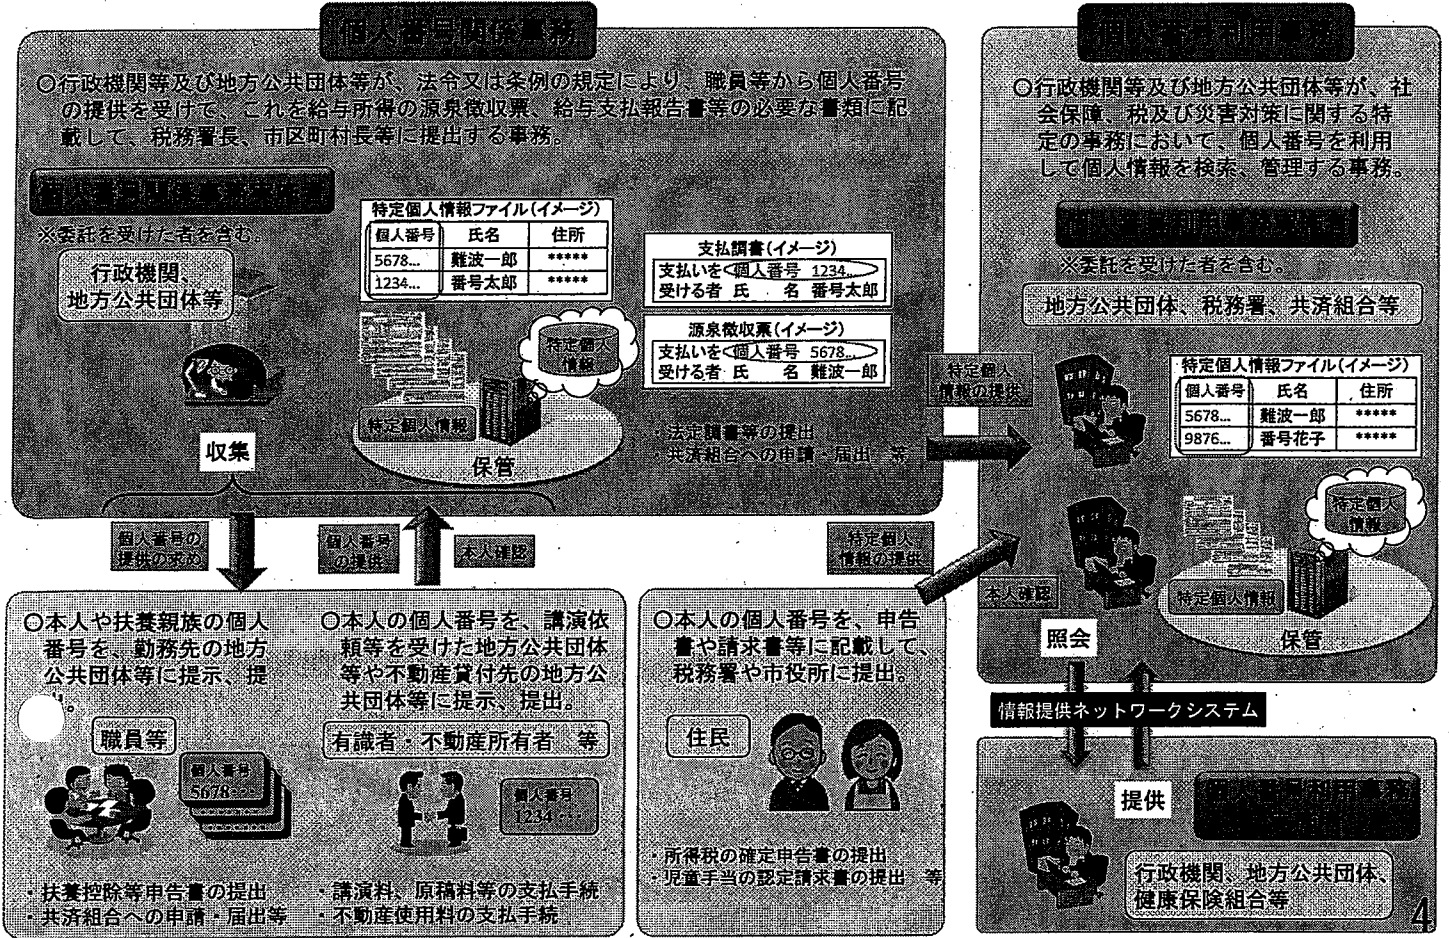 個人番号関係事務
〇行政機関等及び地方公共団体等が、法令又は条例の規定により、職員等から個人番号
の提供を受けて、これを給与所得の源泉徴収票、給与支払報告書等の必要な書類に記
載して、税務署長、市区町村長等に提出する事務。
個人番号関係事務実施者
※委託を受けた者を含む。
行政機関、
地方公共団体等
収集
特定個人情報ファイル(イメージ)
個人番号 氏名 住所
5678... 難波一郎 *****
1234... 番号太郎 *****
特定個人
情報
特定個人情報
保管
支払調書(イメージ)
支払いを 個人番号 1234...
受ける者 氏 名 番号太郎
源泉徴収票(イメージ)
支払いを 個人番号 5678...
受ける者 氏 名 難波一郎
・法定調書等の提出
共済組合への申請・届出 等
特定個人
情報の提供
個人番号の
提供の求め
個人番号
の提供
本人確認
〇本人や扶養親族の個人
番号を、勤務先の地方
公共団体等に提示、提
。
職員等
個人番号
5678・・・
・扶養控除等申告書の提出
・共済組合への申請・届出等
〇本人の個人番号を、講演依
頼等を受けた地方公共団体
等や不動産貸付先の地方公
共団体等に提示、提出。
有識者・不動産所有者 等
個人番号
1234・・・
・講演料、原稿料等の支払手続
・不動産使用料の支払手続
特定個人
情報の提供
〇本人の個人番号を、申告
書や請求書等に記載して、
税務署や市役所に提出。
住民
・所得税の確定申告書の提出
・児童手当の認定請求書の提出 等
個人番号利用事務
〇行政機関等及び地方公共団体等が、社
会保障、税及び災害対策に関する特
定の事務において、個人番号を利用
して個人情報を検索、管理する事務。
※委託を受けた者を含む。
地方公共団体、税務署、共済組合等
特定個人情報ファイル(イメージ)
個人番号 氏名 住所
5678... 難波一郎 *****
9876... 番号花子 *****
特定個人
情報
特定個人情報
保管
本人確認
照会
情報提供ネットワークシステム
提供
個人番号利用事務
行政機関、地方公共団体、
健康保険組合等
4